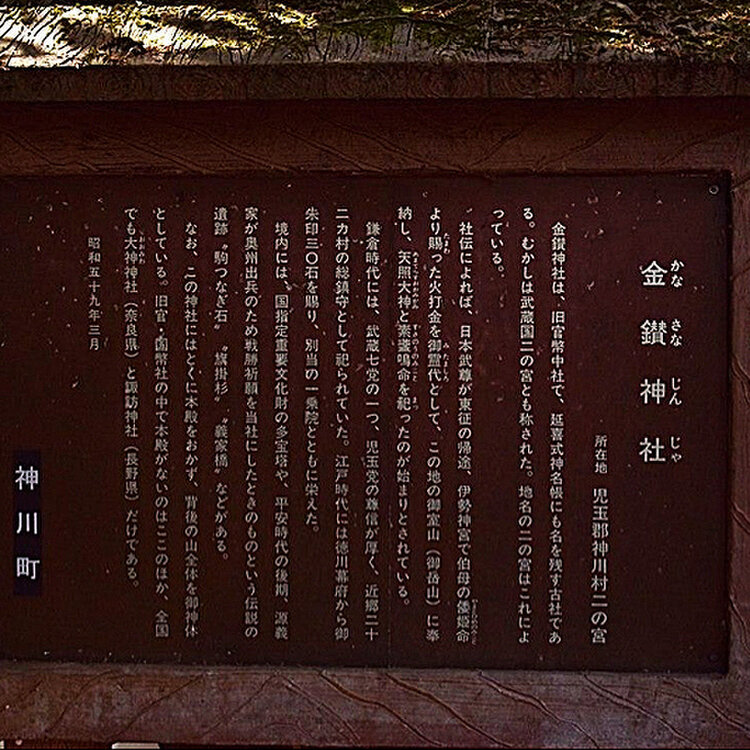 金鑚神社
かな さな じん じゃ
所在地 児玉郡神川村二の宮
金鑚神社は、旧官幣中社で、延喜式神名帳にも名を残す古社であ
る。むかしは武蔵国二の宮とも称された。地名の二の宮はこれによ
っている。
社伝によれば、日本武尊が東征の帰途、伊勢神宮で伯母の倭姫命
より賜った火打金を御霊代として、この地の御室山(御岳山)に奉
納し、天照大神と素戔嗚命を祀ったのが始まりとされている。
鎌倉時代には、武蔵七党の一つ、児玉党の尊信が厚く、近郷二十
二カ村の総鎮守として祀られていた。江戸時代には徳川幕府から御
朱印三〇石を賜り、別当の一乗院とともに栄えた。
境内には、国指定重要文化財の多宝塔や、平安時代の後期、源義
家が奥州出兵のため戦勝祈願を当社にしたときのものという伝説の
遺跡“駒つなぎ石”“旗掛杉”“義家橋”などがある。
なお、この神社にはとくに本殿をおかず、背後の山全体を御神体
としている。旧官・国幣社の中で本殿がないのはここのほか、全国
でも大神神社(奈良県)と諏訪神社(長野県)だけである。
昭和五十九年三月
神川町